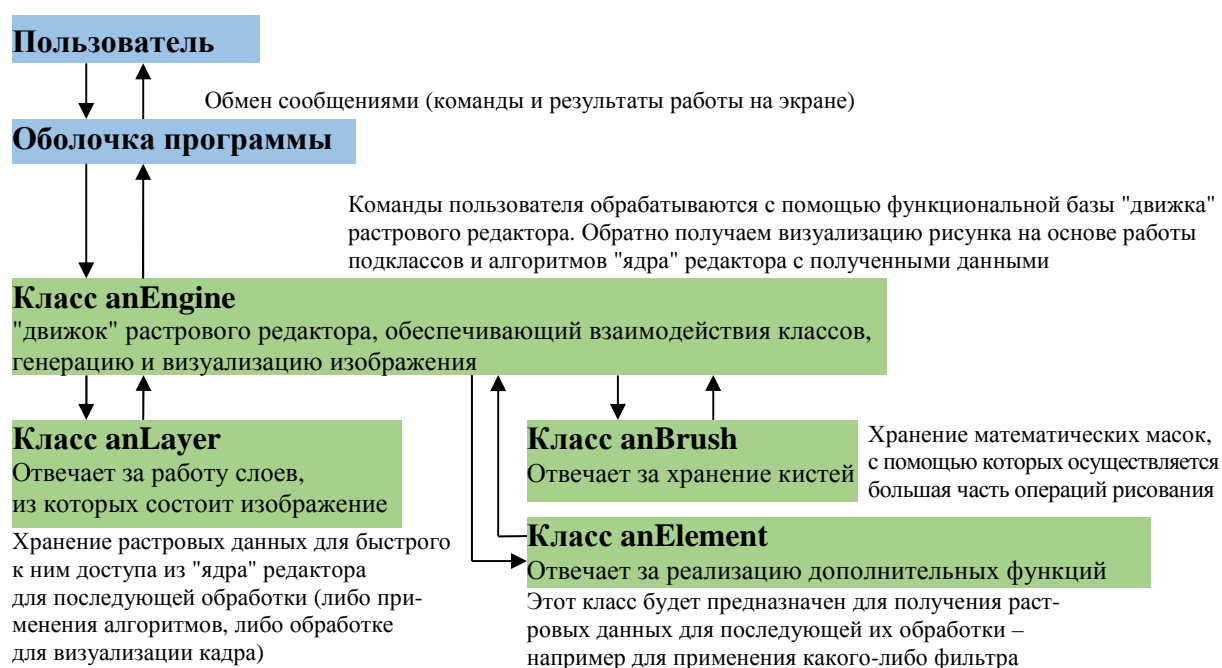 Пользователь
Обмен сообщениями (команды и результаты работы на экране)
Оболочка программы
Команды пользователя обрабатываются с помощью функциональной базы "движка"
растрового редактора. Обратно получаем визуализацию рисунка на основе работы
подклассов и алгоритмов "ядра" редактора с полученными данными
Класс anEngine
"движок" растрового редактора, обеспечивающий взаимодействия классов,
генерацию и визуализацию изображения
Класс anLayer
Отвечает за работу слоев,
из которых состоит изображение
Хранение растровых данных для быстрого
к ним доступа из "ядра" редактора
для последующей обработки (либо при-
менения алгоритмов, либо обработке
для визуализации кадра)
Класс anBrush
Отвечает за хранение кистей
Хранение математических масок,
с помощью которых осуществляется
большая часть операций рисования
Класс anElement
Отвечает за реализацию дополнительных функций
Этот класс будет предназначен для получения раст-
ровых данных для последующей их обработки –
например для применения какого-либо фильтра